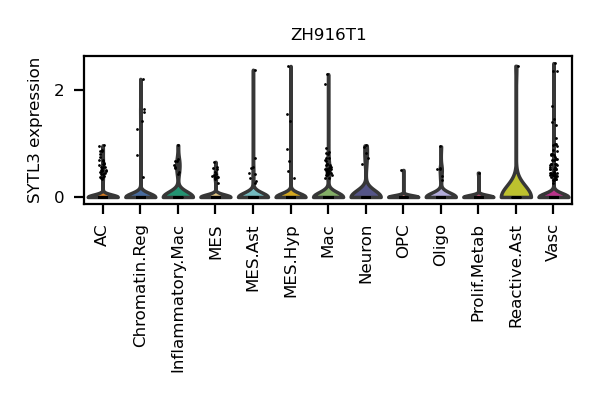 ZH916T1
SYTL3 expression
2
0
AC
Chromatin.Reg
Inflammatory.Mac
MES
MES.Ast
MES.Hyp
Mac
Neuron
OPC
Oligo
Prolif.Metab
Reactive.Ast
Vasc